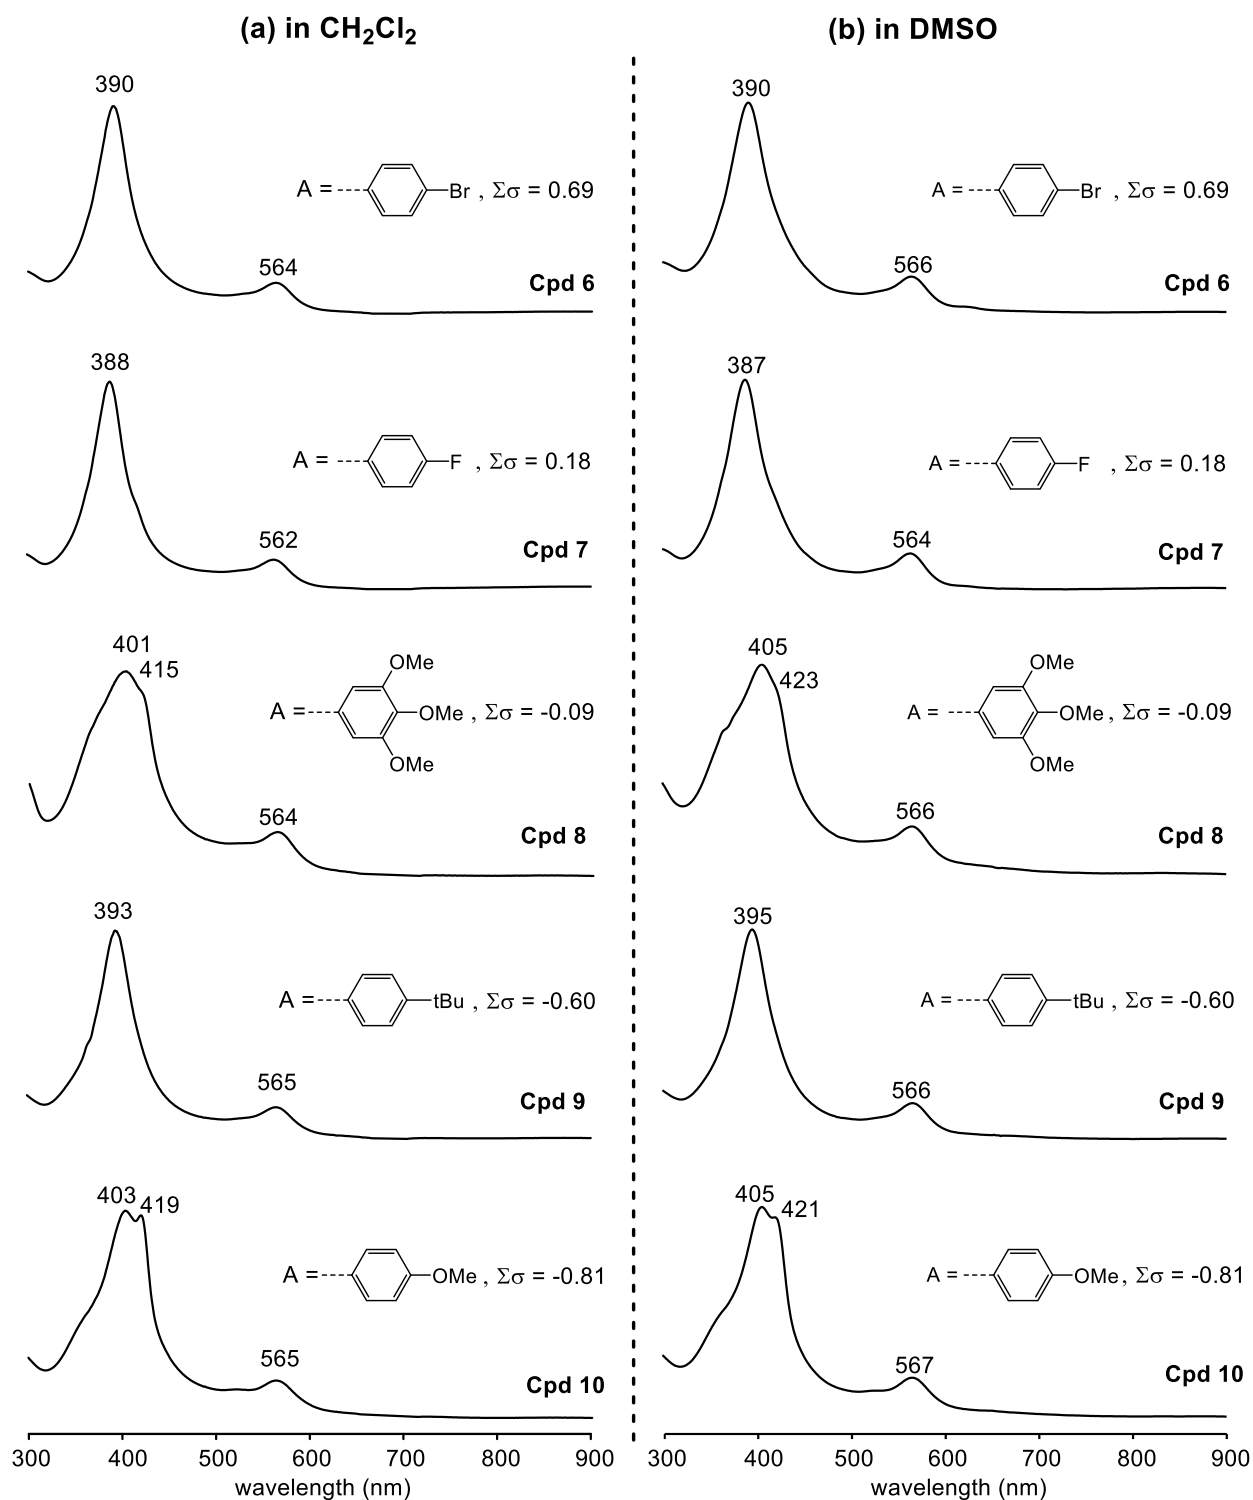 (a) in CH₂Cl₂
390
A = Br , Σσ = 0.69
564
Cpd 6
388
A = F , Σσ = 0.18
562
Cpd 7
401
415
OMe
A = OMe , Σσ = -0.09
OMe
564
Cpd 8
393
A = tBu , Σσ = -0.60
565
Cpd 9
403
419
A = OMe , Σσ = -0.81
565
Cpd 10
300 400 500 600 700 800 900
wavelength (nm)
(b) in DMSO
390
A = Br , Σσ = 0.69
566
Cpd 6
387
A = F , Σσ = 0.18
564
Cpd 7
405
423
OMe
A = OMe , Σσ = -0.09
OMe
566
Cpd 8
395
A = tBu , Σσ = -0.60
566
Cpd 9
405
421
A = OMe , Σσ = -0.81
567
Cpd 10
300 400 500 600 700 800 900
wavelength (nm)